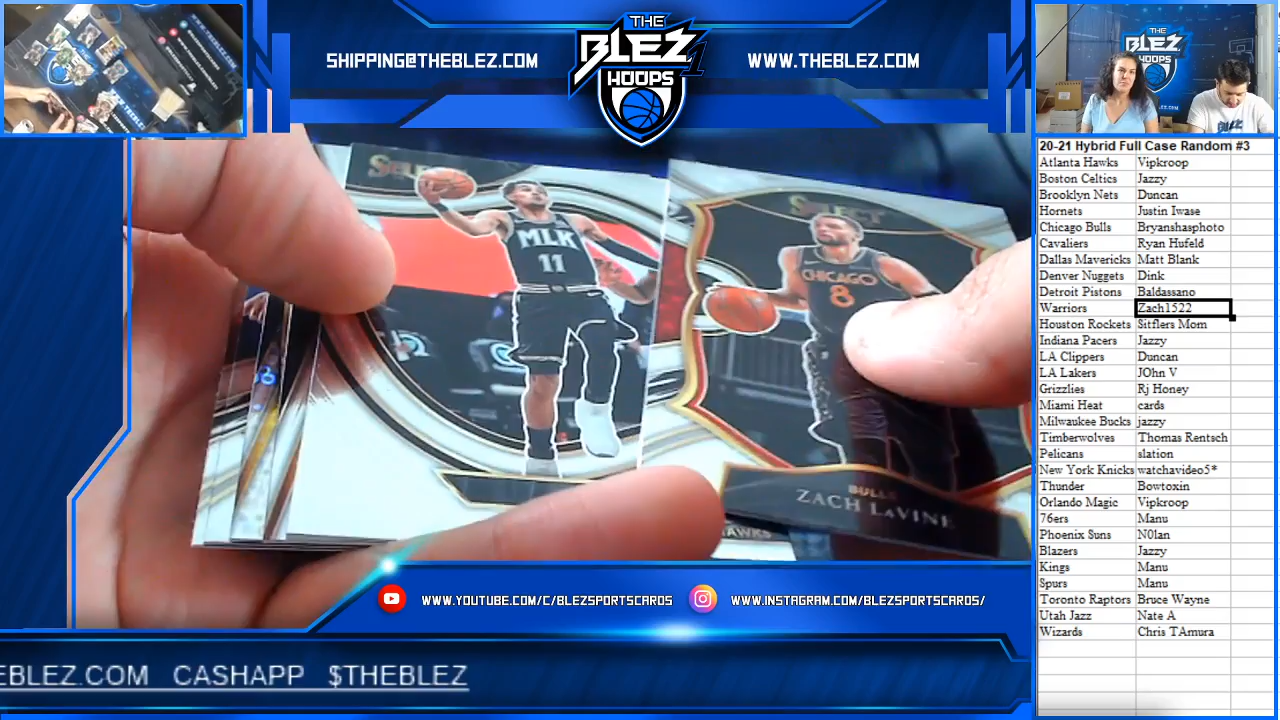 THE
BLEZ
HOOPS
SHIPPING@THEBLEZ.COM
WWW.THEBLEZ.COM
THE
BLEZ
HOOPS
BLEZ
20-21 Hybrid Full Case Random #3
Atlanta Hawks Vipkroop
Boston Celtics Jazzy
Brooklyn Nets Duncan
Hornets Justin Iwase
Chicago Bulls Bryanshasphoto
Cavaliers Ryan Hufeld
Dallas Mavericks Matt Blank
Denver Nuggets Dink
Detroit Pistons Baldassano
Warriors Zach1522
Houston Rockets Sitflers Mom
Indiana Pacers Jazzy
LA Clippers Duncan
LA Lakers JOhn V
Grizzlies Rj Honey
Miami Heat cards
Milwaukee Bucks jazzy
Timberwolves Thomas Rentsch
Pelicans slation
New York Knicks watchavideo5*
Thunder Bowtoxin
Orlando Magic Vipkroop
76ers Manu
Phoenix Suns N0lan
Blazers Jazzy
Kings Manu
Spurs Manu
Toronto Raptors Bruce Wayne
Utah Jazz Nate A
Wizards Chris TAmura
SELECT
MLK
11
SELECT
CHICAGO
8
BULLS
ZACH LaVINE
HAWKS
WWW.YOUTUBE.COM/C/BLEZSPORTSCARDS
WWW.INSTAGRAM.COM/BLEZSPORTSCARDS/
EBLEZ.COM CASHAPP $THEBLEZ